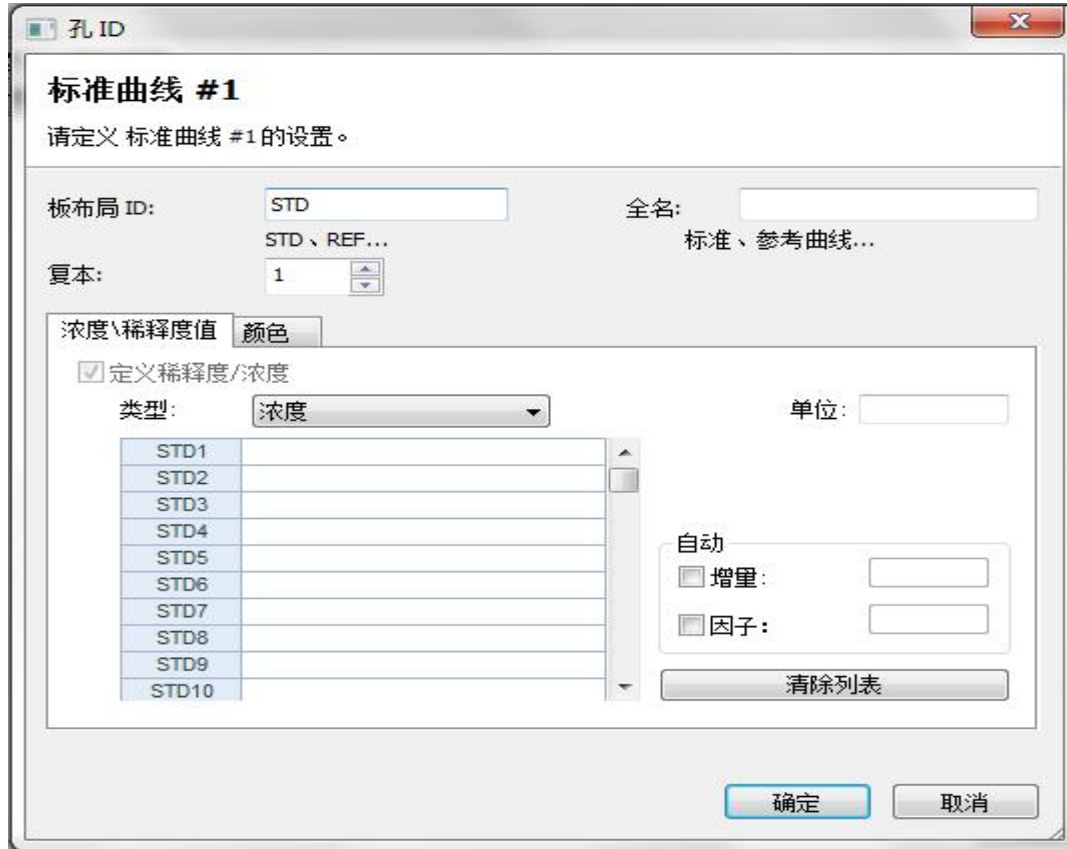 孔 ID
标准曲线 #1
请定义 标准曲线 #1的设置。
板布局 ID: STD 全名:
STD、REF... 标准、参考曲线...
复本: 1
浓度\稀释度值 颜色
定义稀释度/浓度
类型: 浓度 单位:
STD1
STD2
STD3
STD4
STD5
STD6
STD7
STD8
STD9
STD10
自动
增量:
因子:
清除列表
确定 取消